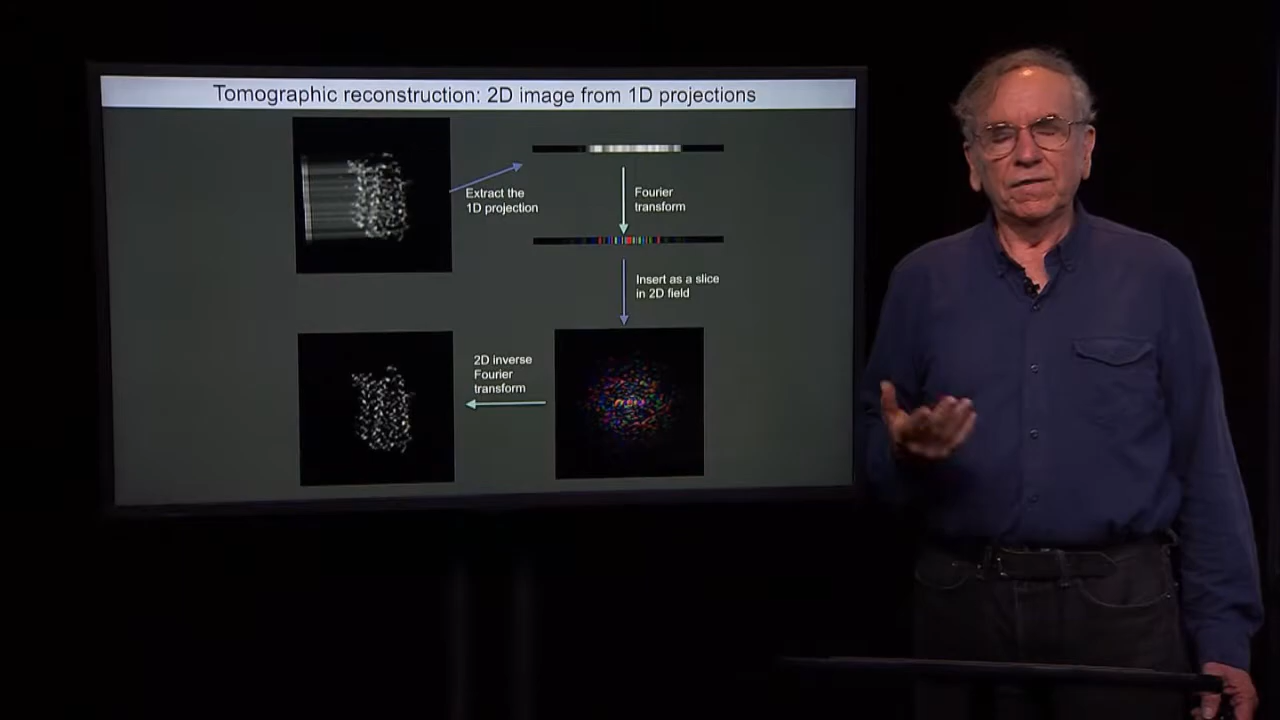 Tomographic reconstruction: 2D image from 1D projections
Extract the
1D projection
Fourier
transform
Insert as a slice
in 2D field
2D inverse
Fourier
transform